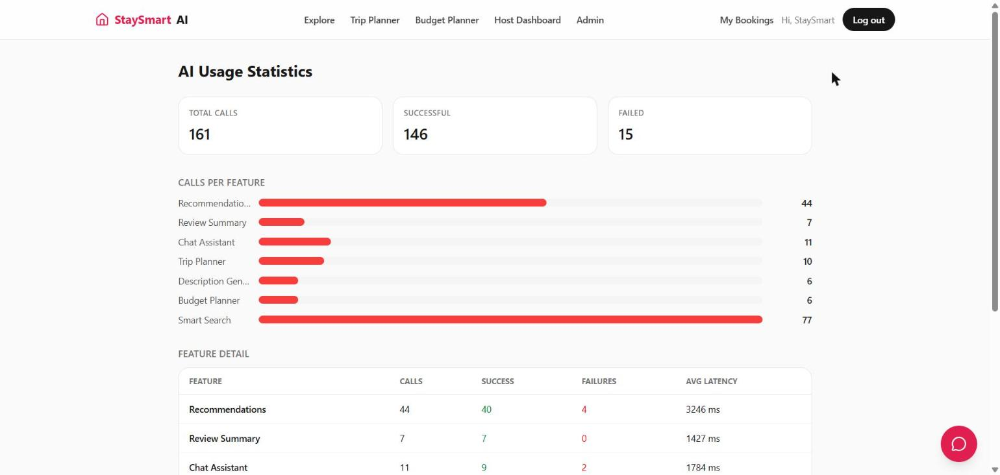 StaySmart AI Explore Trip Planner Budget Planner Host Dashboard Admin My Bookings Hi, StaySmart Log out
AI Usage Statistics
TOTAL CALLS SUCCESSFUL FAILED
161 146 15
CALLS PER FEATURE
Recommendatio... 44
Review Summary 7
Chat Assistant 11
Trip Planner 10
Description Gen... 6
Budget Planner 6
Smart Search 77
FEATURE DETAIL
FEATURE CALLS SUCCESS FAILURES AVG LATENCY
Recommendations 44 40 4 3246 ms
Review Summary 7 7 0 1427 ms
Chat Assistant 11 9 2 1784 ms